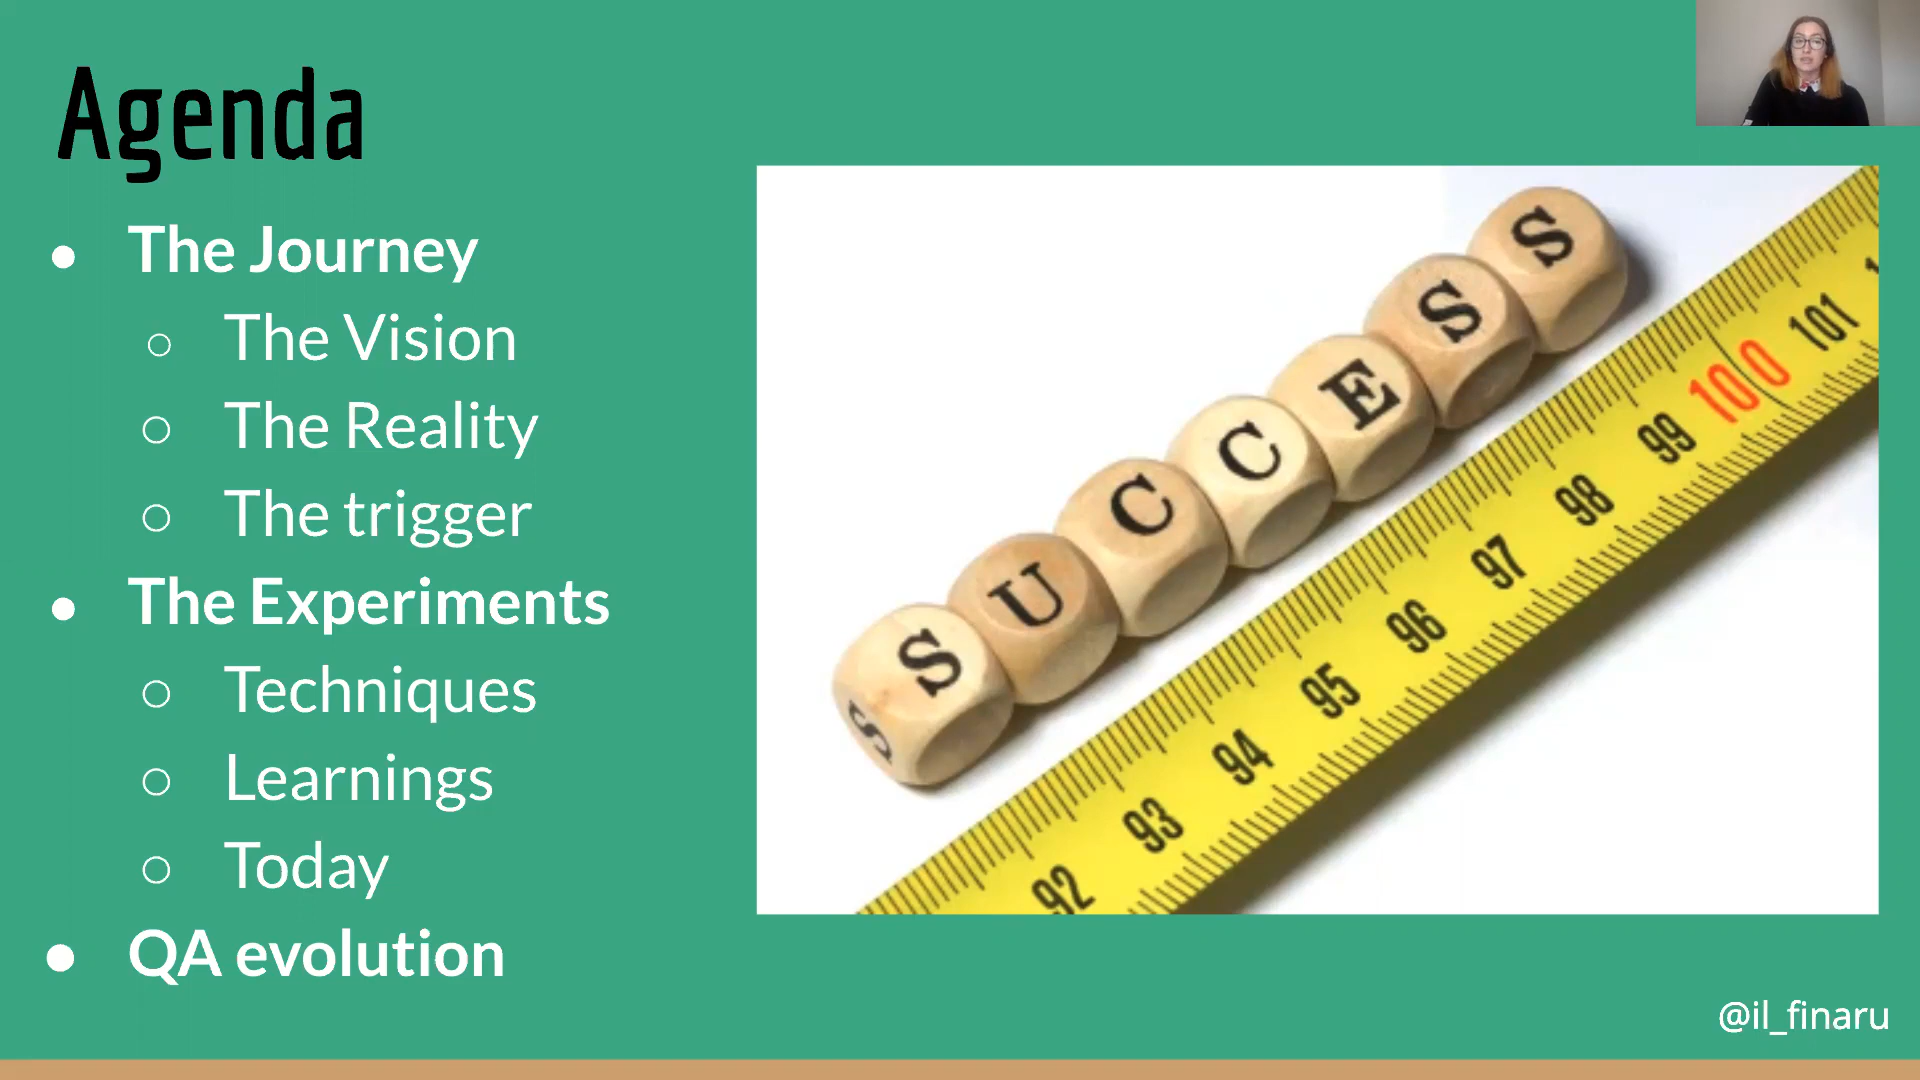 Agenda
● The Journey
○ The Vision
○ The Reality
○ The trigger
● The Experiments
○ Techniques
○ Learnings
○ Today
● QA evolution
S U C C E S S
S
92 93 94 95 96 97 98 99 100 101
@il_finaru